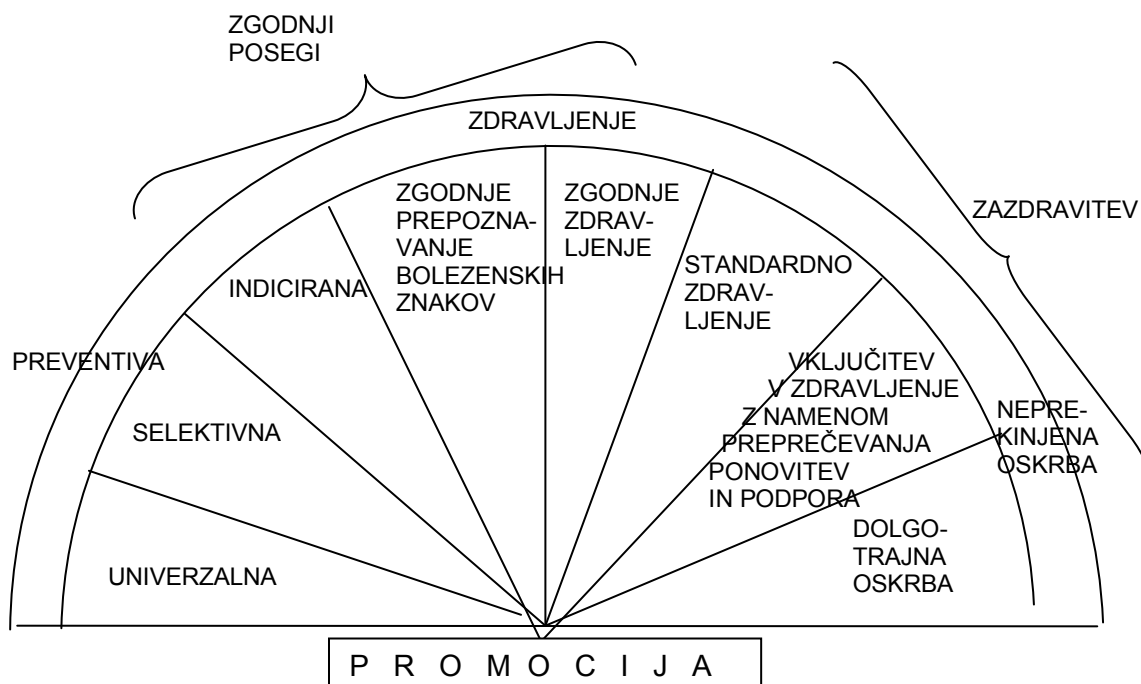 ZGODNJI
POSEGI
ZDRAVLJENJE
ZAZDRAVITEV
ZGODNJE
PREPOZNA-
VANJE
BOLEZENSKIH
ZNAKOV
ZGODNJE
ZDRAV-
LJENJE
STANDARDNO
ZDRAV-
LJENJE
INDICIRANA
PREVENTIVA
SELEKTIVNA
UNIVERZALNA
VKLJUČITEV
V ZDRAVLJENJE
Z NAMENOM
PREPREČEVANJA
PONOVITEV
IN PODPORA
NEPRE-
KINJENA
OSKRBA
DOLGO-
TRAJNA
OSKRBA
P R O M O C I J A